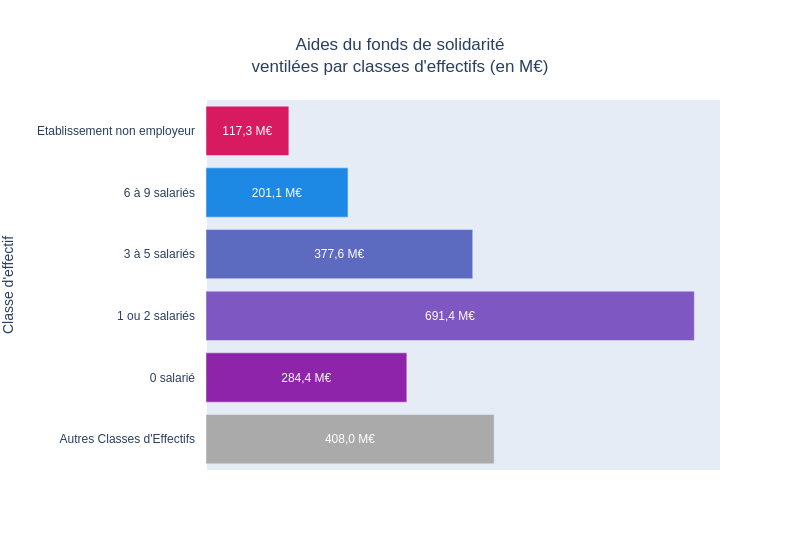 Aides du fonds de solidarité
ventilées par classes d'effectifs (en M€)
Classe d'effectif
Etablissement non employeur
117,3 M€
6 à 9 salariés
201,1 M€
3 à 5 salariés
377,6 M€
1 ou 2 salariés
691,4 M€
0 salarié
284,4 M€
Autres Classes d'Effectifs
408,0 M€